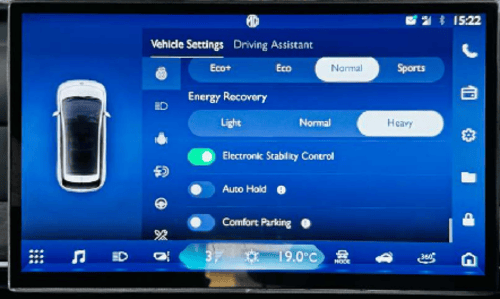 MG 15:22
Vehicle Settings Driving Assistant
Eco+ Eco Normal Sports
Energy Recovery
Light Normal Heavy
Electronic Stability Control
Auto Hold
Comfort Parking
3 19.0°C MODE 360°